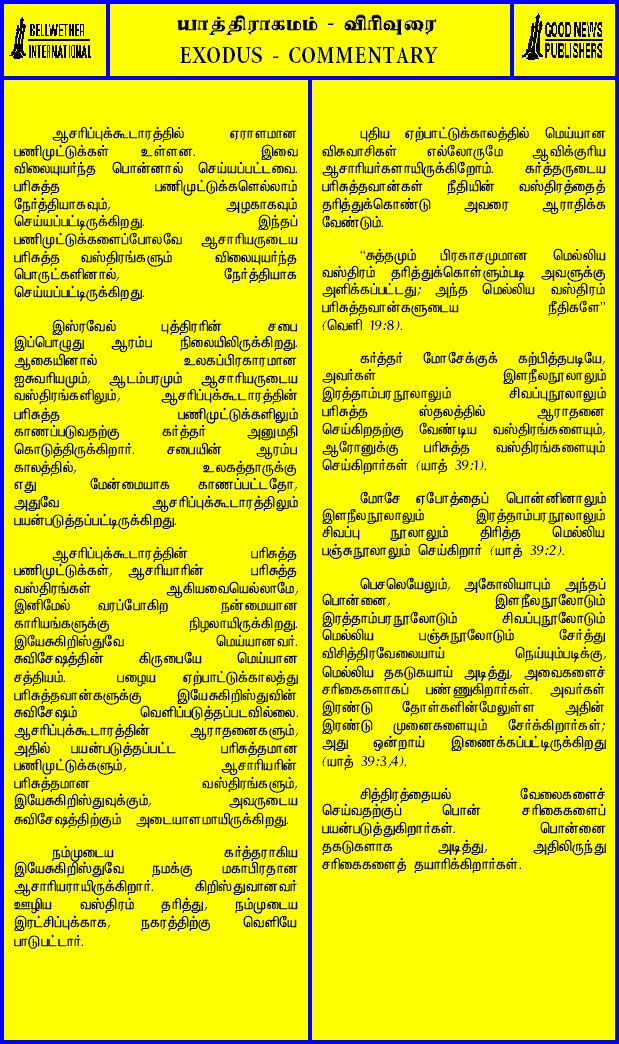 BELLWETHER
INTERNATIONAL
யாத்திராகமம் - விரிவுரை
EXODUS - COMMENTARY
GOOD NEWS
PUBLISHERS
ஆசரிப்புக்கூடாரத்தில் ஏராளமான
பணிமுட்டுக்கள் உள்ளன. இவை
விலையுயர்ந்த பொன்னால் செய்யப்பட்டவை.
பரிசுத்த பணிமுட்டுக்களெல்லாம்
நேர்த்தியாகவும், அழகாகவும்
செய்யப்பட்டிருக்கிறது. இந்தப்
பணிமுட்டுக்களைப்போலவே ஆசாரியருடைய
பரிசுத்த வஸ்திரங்களும் விலையுயர்ந்த
பொருட்களினால், நேர்த்தியாக
செய்யப்பட்டிருக்கிறது.
இஸ்ரவேல் புத்திரரின் சபை
இப்பொழுது ஆரம்ப நிலையிலிருக்கிறது.
ஆகையினால் உலகப்பிரகாரமான
ஐசுவரியமும், ஆடம்பரமும் ஆசாரியருடைய
வஸ்திரங்களிலும், ஆசரிப்புக்கூடாரத்தின்
பரிசுத்த பணிமுட்டுக்களிலும்
காணப்படுவதற்கு கர்த்தர் அனுமதி
கொடுத்திருக்கிறார். சபையின் ஆரம்ப
காலத்தில், உலகத்தாருக்கு
எது மேன்மையாக காணப்பட்டதோ,
அதுவே ஆசரிப்புக்கூடாரத்திலும்
பயன்படுத்தப்பட்டிருக்கிறது.
ஆசரிப்புக்கூடாரத்தின் பரிசுத்த
பணிமுட்டுக்கள், ஆசரியாரின் பரிசுத்த
வஸ்திரங்கள் ஆகியவையெல்லாமே,
இனிமேல் வரப்போகிற நன்மையான
காரியங்களுக்கு நிழலாயிருக்கிறது.
இயேசுகிறிஸ்துவே மெய்யானவர்.
சுவிசேஷத்தின் கிருபையே மெய்யான
சத்தியம். பழைய ஏற்பாட்டுக்காலத்து
பரிசுத்தவான்களுக்கு இயேசுகிறிஸ்துவின்
சுவிசேஷம் வெளிப்படுத்தப்படவில்லை.
ஆசரிப்புக்கூடாரத்தின் ஆராதனைகளும்,
அதில் பயன்படுத்தப்பட்ட பரிசுத்தமான
பணிமுட்டுக்களும், ஆசாரியரின்
பரிசுத்தமான வஸ்திரங்களும்,
இயேசுகிறிஸ்துவுக்கும், அவருடைய
சுவிசேஷத்திற்கும் அடையாளமாயிருக்கிறது.
நம்முடைய கர்த்தராகிய
இயேசுகிறிஸ்துவே நமக்கு மகாபிரதான
ஆசாரியராயிருக்கிறார். கிறிஸ்துவானவர்
ஊழிய வஸ்திரம் தரித்து, நம்முடைய
இரட்சிப்புக்காக, நகரத்திற்கு வெளியே
பாடுபட்டார்.
புதிய ஏற்பாட்டுக்காலத்தில் மெய்யான
விசுவாசிகள் எல்லோருமே ஆவிக்குரிய
ஆசாரியர்களாயிருக்கிறோம். கர்த்தருடைய
பரிசுத்தவான்கள் நீதியின் வஸ்திரத்தைத்
தரித்துக்கொண்டு அவரை ஆராதிக்க
வேண்டும்.
"சுத்தமும் பிரகாசமுமான மெல்லிய
வஸ்திரம் தரித்துக்கொள்ளும்படி அவளுக்கு
அளிக்கப்பட்டது; அந்த மெல்லிய வஸ்திரம்
பரிசுத்தவான்களுடைய நீதிகளே"
(வெளி 19:8).
கர்த்தர் மோசேக்குக் கற்பித்தபடியே,
அவர்கள் இளநீலநூலாலும்
இரத்தாம்பரநூலாலும் சிவப்புநூலாலும்
பரிசுத்த ஸ்தலத்தில் ஆராதனை
செய்கிறதற்கு வேண்டிய வஸ்திரங்களையும்,
ஆரோனுக்கு பரிசுத்த வஸ்திரங்களையும்
செய்கிறார்கள் (யாத் 39:1).
மோசே ஏபோத்தைப் பொன்னினாலும்
இளநீலநூலாலும் இரத்தாம்பரநூலாலும்
சிவப்பு நூலாலும் திரித்த மெல்லிய
பஞ்சுநூலாலும் செய்கிறார் (யாத் 39:2).
பெசலெயேலும், அகோலியாபும் அந்தப்
பொன்னை, இளநீலநூலோடும்
இரத்தாம்பரநூலோடும் சிவப்புநூலோடும்
மெல்லிய பஞ்சுநூலோடும் சேர்த்து
விசித்திரவேலையாய் நெய்யும்படிக்கு,
மெல்லிய தகடுகயாய் அடித்து, அவைகளைச்
சரிகைகளாகப் பண்ணுகிறார்கள். அவர்கள்
இரண்டு தோள்களின்மேலுள்ள அதின்
இரண்டு முனைகளையும் சேர்க்கிறார்கள்;
அது ஒன்றாய் இணைக்கப்பட்டிருக்கிறது
(யாத் 39:3,4).
சித்திரத்தையல் வேலைகளைச்
செய்வதற்குப் பொன் சரிகைகளைப்
பயன்படுத்துகிறார்கள். பொன்னை
தகடுகளாக அடித்து, அதிலிருந்து
சரிகைகளைத் தயாரிக்கிறார்கள்.